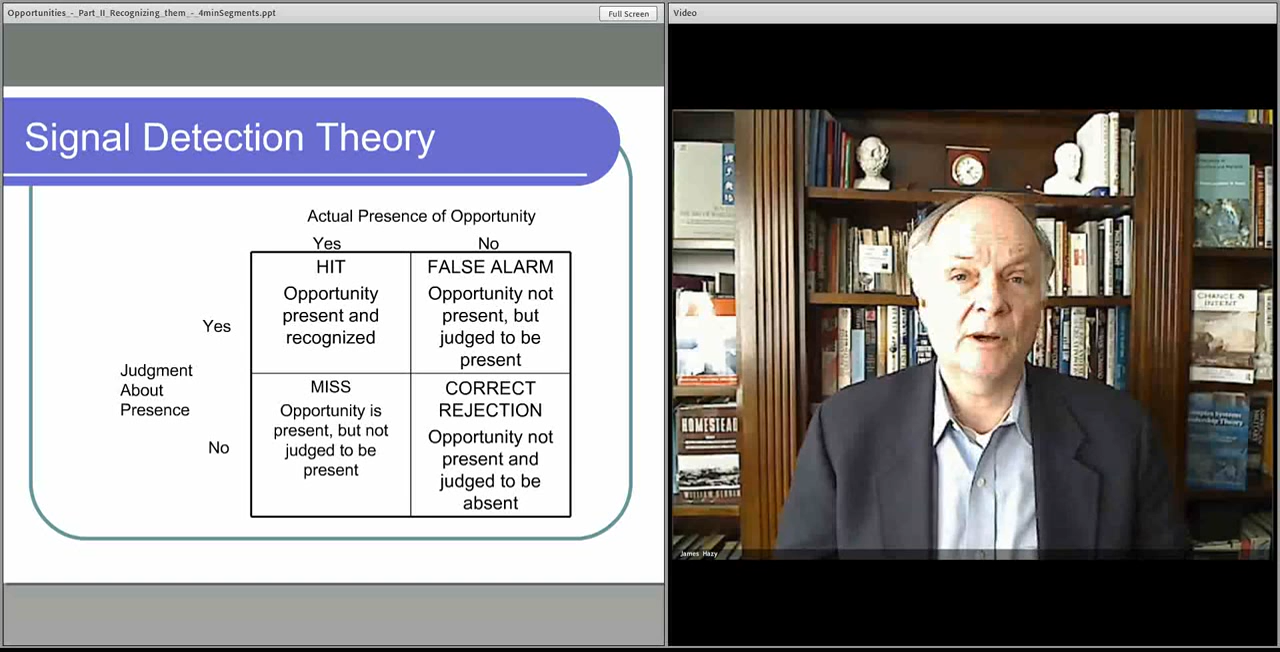 Opportunities_-_Part_II_Recognizing_them_-_4minSegments.ppt
Full Screen
Video
Signal Detection Theory
Actual Presence of Opportunity
Yes
No
HIT
Opportunity
present and
recognized
FALSE ALARM
Opportunity not
present, but
judged to be
present
Yes
Judgment
About
Presence
No
MISS
Opportunity is
present, but not
judged to be
present
CORRECT
REJECTION
Opportunity not
present and
judged to be
absent
CHANCE &
INTENT
HOMESTEAD
James Hazy